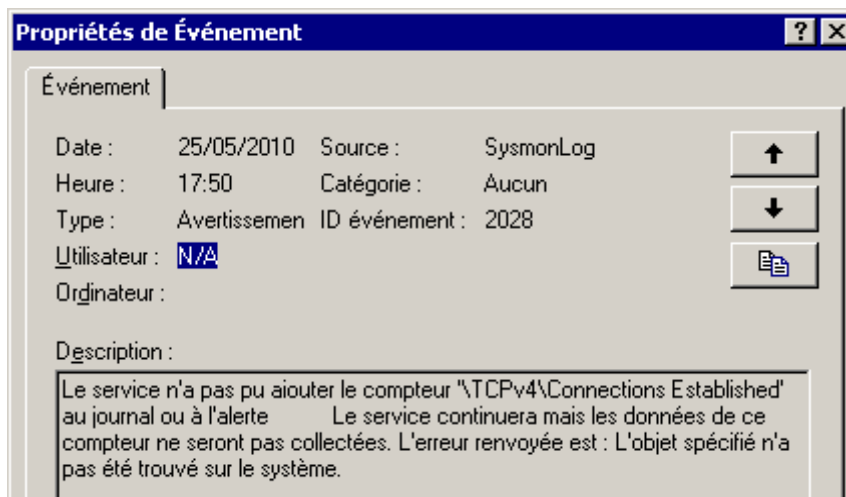 Propriétés de Événement
Événement
Date : 25/05/2010 Source : SysmonLog
Heure : 17:50 Catégorie : Aucun
Type : Avertissemen ID événement : 2028
Utilisateur : N/A
Ordinateur :
Description :
Le service n'a pas pu aiouter le compteur '\TCPv4\Connections Established'
au journal ou à l'alerte Le service continuera mais les données de ce
compteur ne seront pas collectées. L'erreur renvoyée est : L'objet spécifié n'a
pas été trouvé sur le système.